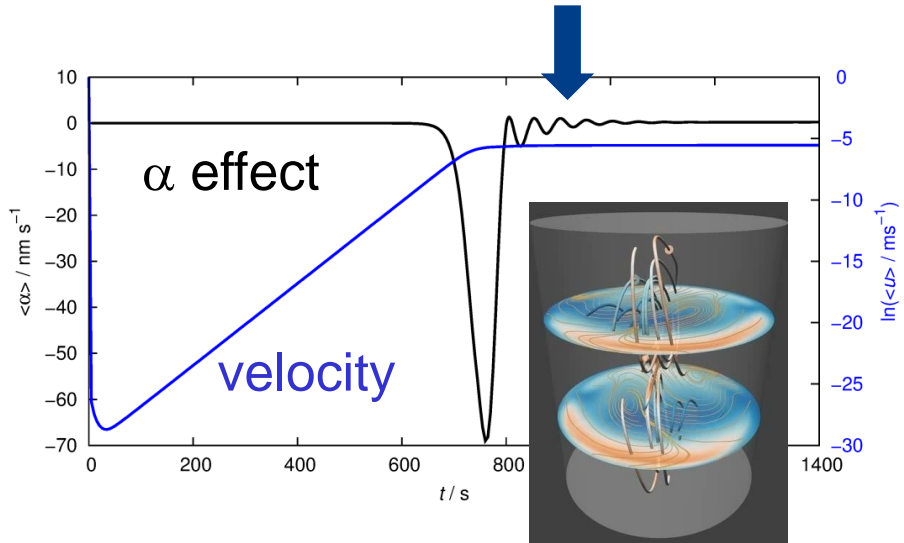 10
0
−10
−20
−30
−40
−50
−60
−70
<α> / nm s⁻¹
α effect
velocity
0
−5
−10
−15
−20
−25
−30
ln(<u> / ms⁻¹)
0 200 400 600 800 1400
t / s